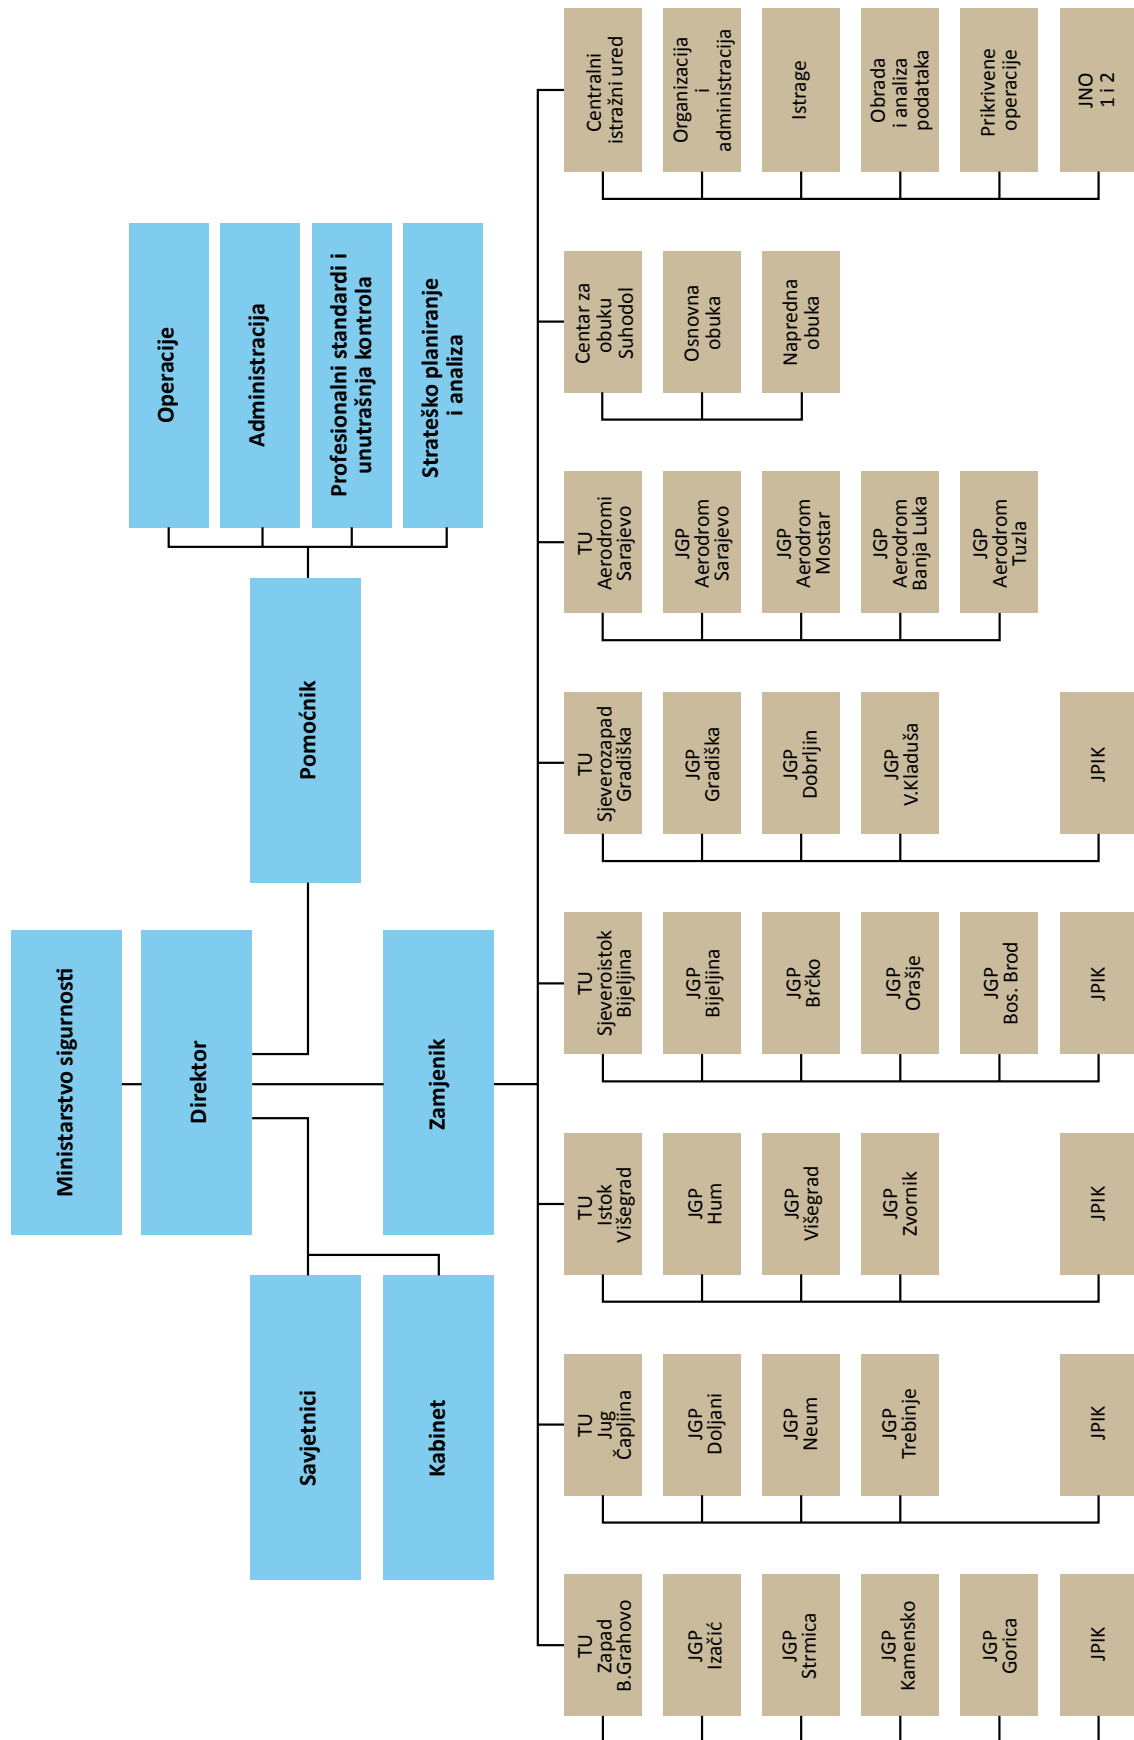 Ministarstvo sigurnosti
Direktor
Savjetnici
Kabinet
Zamjenik
Pomoćnik
Operacije
Administracija
Profesionalni standardi i
unutrašnja kontrola
Strateško planiranje
i analiza
TU
Zapad
B.Grahovo
JGP
Izačić
JGP
Strmica
JGP
Kamensko
JGP
Gorica
JPIK
TU
Jug
Čapljina
JGP
Doljani
JGP
Neum
JGP
Trebinje
JPIK
TU
Istok
Višegrad
JGP
Hum
JGP
Višegrad
JGP
Zvornik
JPIK
TU
Sjeveroistok
Bijeljina
JGP
Bijeljina
JGP
Brčko
JGP
Orašje
JGP
Bos. Brod
JPIK
TU
Sjeverozapad
Gradiška
JGP
Gradiška
JGP
Dobrljin
JGP
V.Kladuša
JPIK
TU
Aerodromi
Sarajevo
JGP
Aerodrom
Sarajevo
JGP
Aerodrom
Mostar
JGP
Aerodrom
Banja Luka
JGP
Aerodrom
Tuzla
Centar za
obuku
Suhodol
Osnovna
obuka
Napredna
obuka
Centralni
istražni ured
Organizacija
i
administracija
Istrage
Obrada
i analiza
podataka
Prikrivene
operacije
JNO
1 i 2